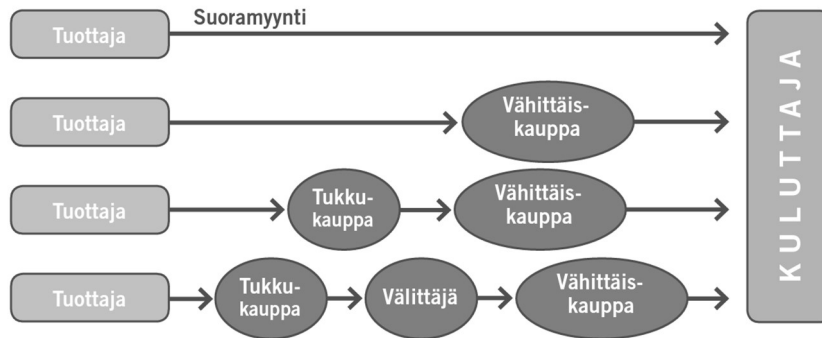 Suoramyynti
Tuottaja
Tuottaja
Vähittäis-
kauppa
Tuottaja
Tukku-
kauppa
Vähittäis-
kauppa
Tuottaja
Tukku-
kauppa
Välittäjä
Vähittäis-
kauppa
KULUTTAJA